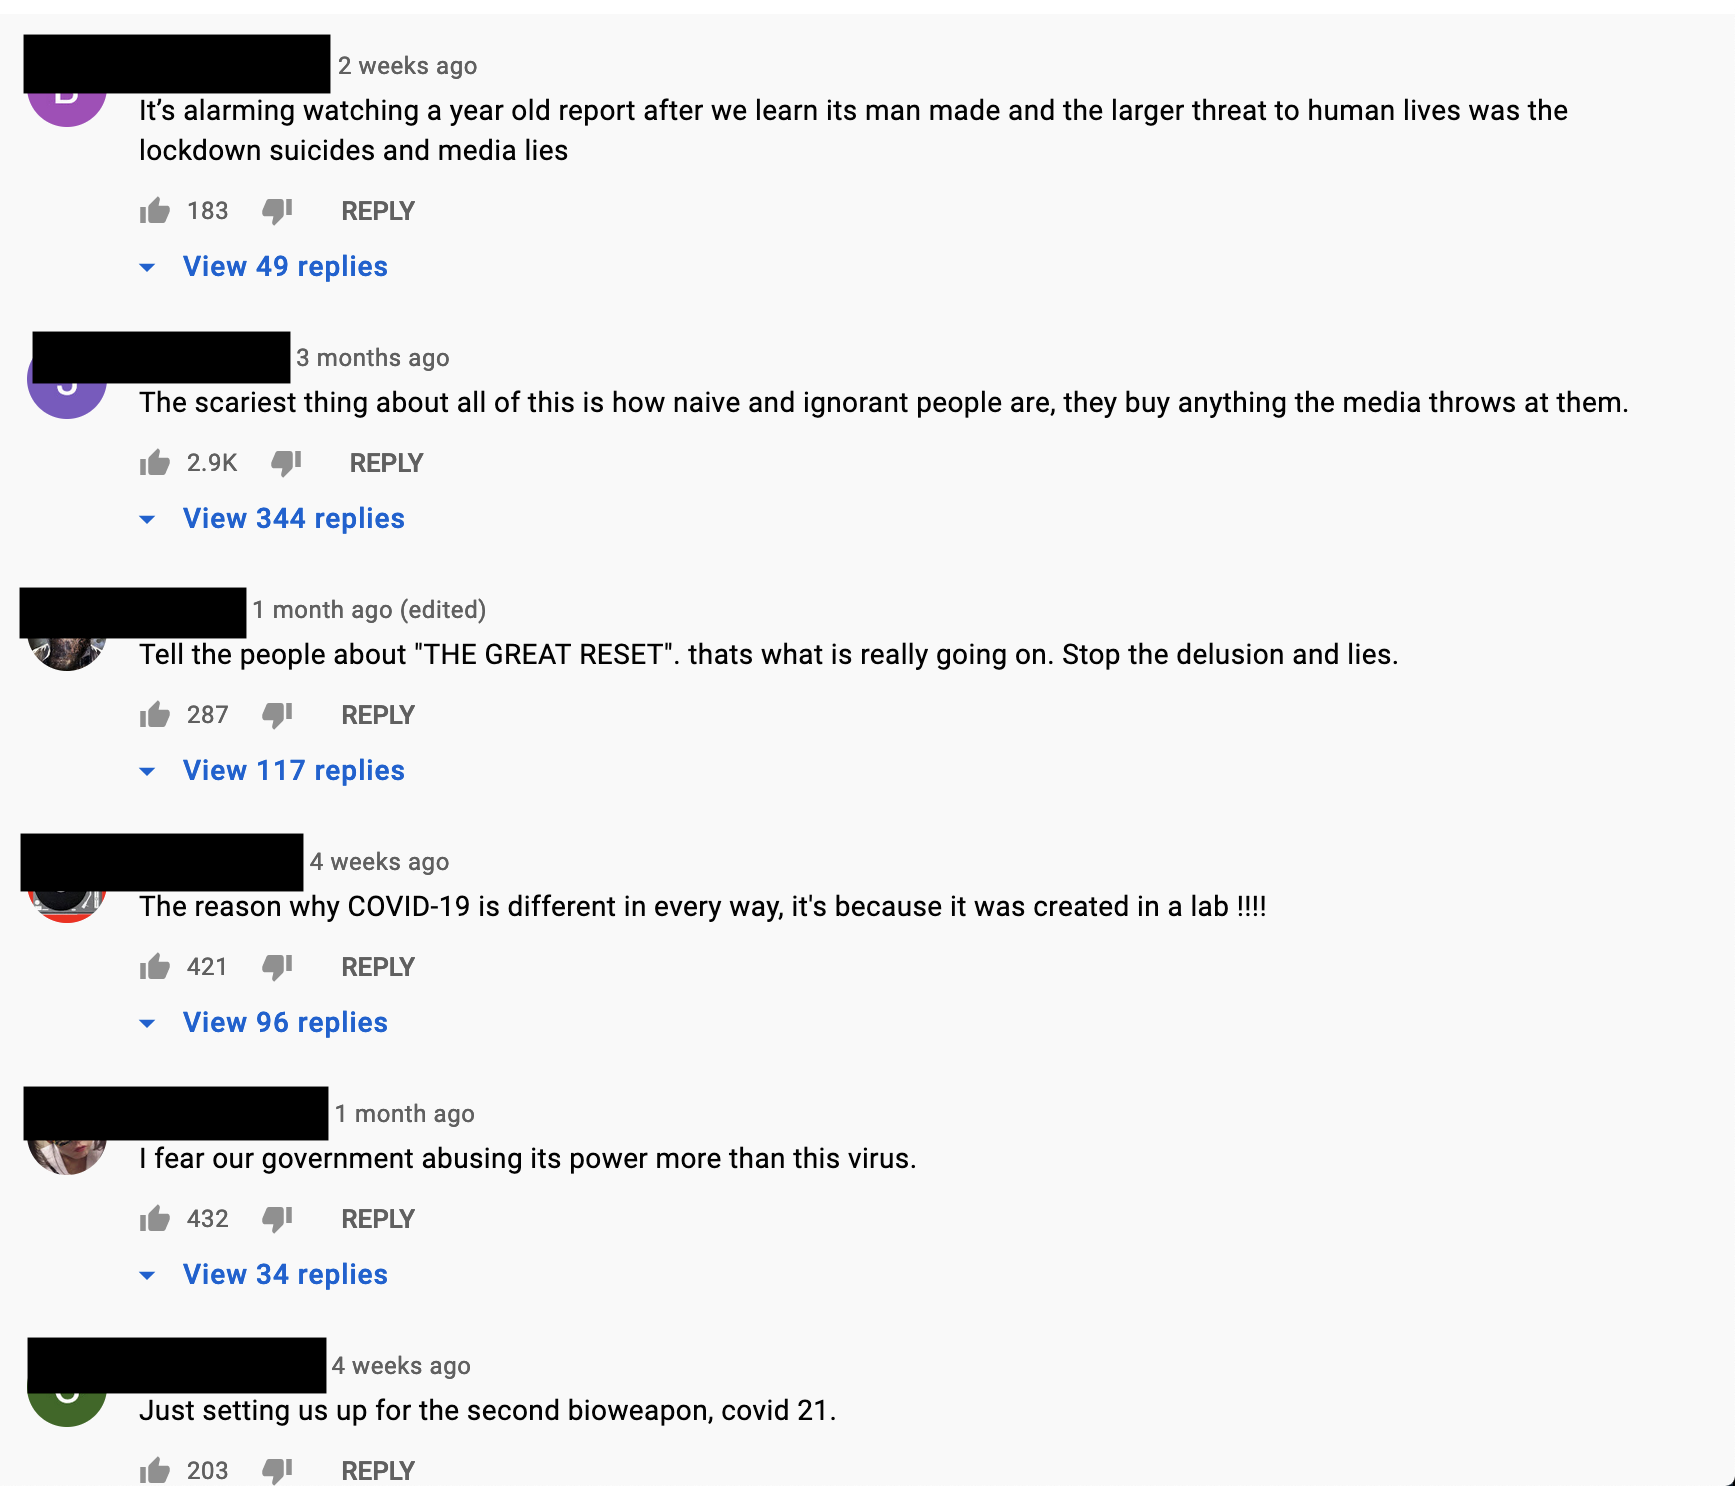 2 weeks ago
It’s alarming watching a year old report after we learn its man made and the larger threat to human lives was the
lockdown suicides and media lies
183 REPLY
View 49 replies
3 months ago
The scariest thing about all of this is how naive and ignorant people are, they buy anything the media throws at them.
2.9K REPLY
View 344 replies
1 month ago (edited)
Tell the people about "THE GREAT RESET". thats what is really going on. Stop the delusion and lies.
287 REPLY
View 117 replies
4 weeks ago
The reason why COVID-19 is different in every way, it's because it was created in a lab !!!!
421 REPLY
View 96 replies
1 month ago
I fear our government abusing its power more than this virus.
432 REPLY
View 34 replies
4 weeks ago
Just setting us up for the second bioweapon, covid 21.
203 REPLY